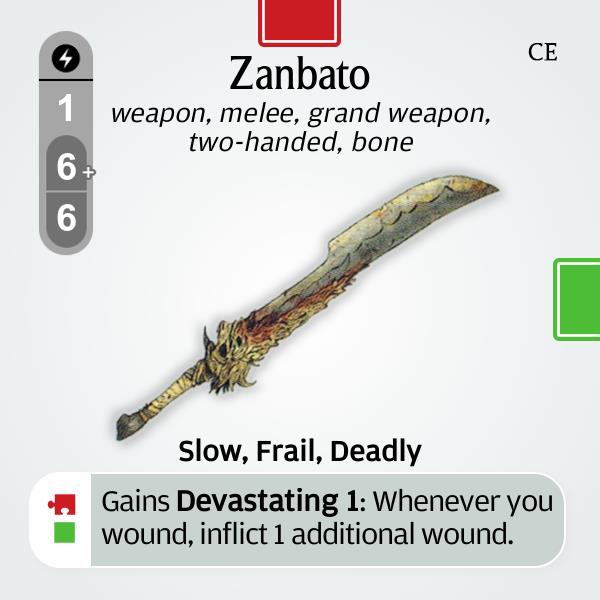 CE
Zanbato
weapon, melee, grand weapon,
two-handed, bone
1
6+
6
Slow, Frail, Deadly
Gains Devastating 1: Whenever you
wound, inflict 1 additional wound.